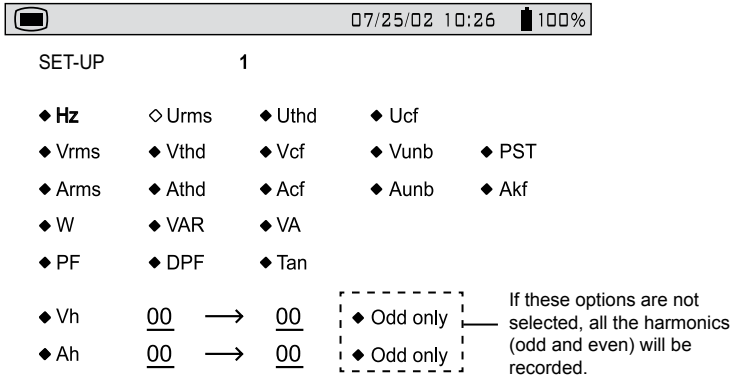 07/25/02 10:26 100%
SET-UP 1
◆ Hz ◇ Urms ◆ Uthd ◆ Ucf
◆ Vrms ◆ Vthd ◆ Vcf ◆ Vunb ◆ PST
◆ Arms ◆ Athd ◆ Acf ◆ Aunb ◆ Akf
◆ W ◆ VAR ◆ VA
◆ PF ◆ DPF ◆ Tan
◆ Vh 00 → 00 ◆ Odd only
◆ Ah 00 → 00 ◆ Odd only
If these options are not
selected, all the harmonics
(odd and even) will be
recorded.